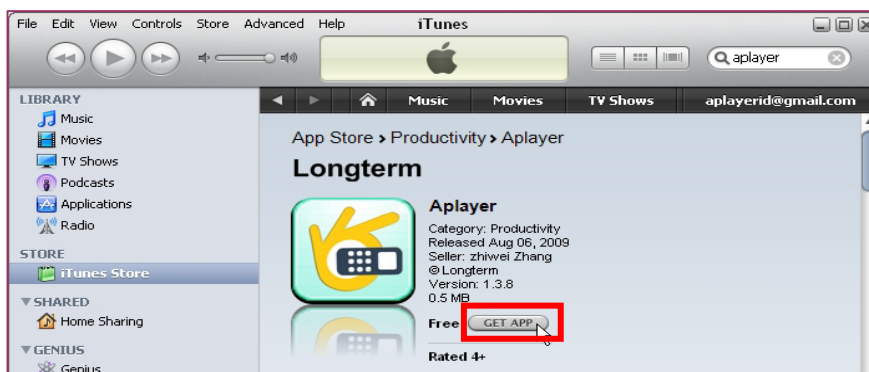 File Edit View Controls Store Advanced Help iTunes
aplayer
LIBRARY
Music
Movies
TV Shows
Podcasts
Applications
Radio
STORE
iTunes Store
SHARED
Home Sharing
GENIUS
Genius
Music Movies TV Shows aplayerid@gmail.com
App Store > Productivity > Aplayer
Longterm
Aplayer
Category: Productivity
Released Aug 06, 2009
Seller: zhiwei Zhang
© Longterm
Version: 1.3.8
0.5 MB
Free GET APP
Rated 4+